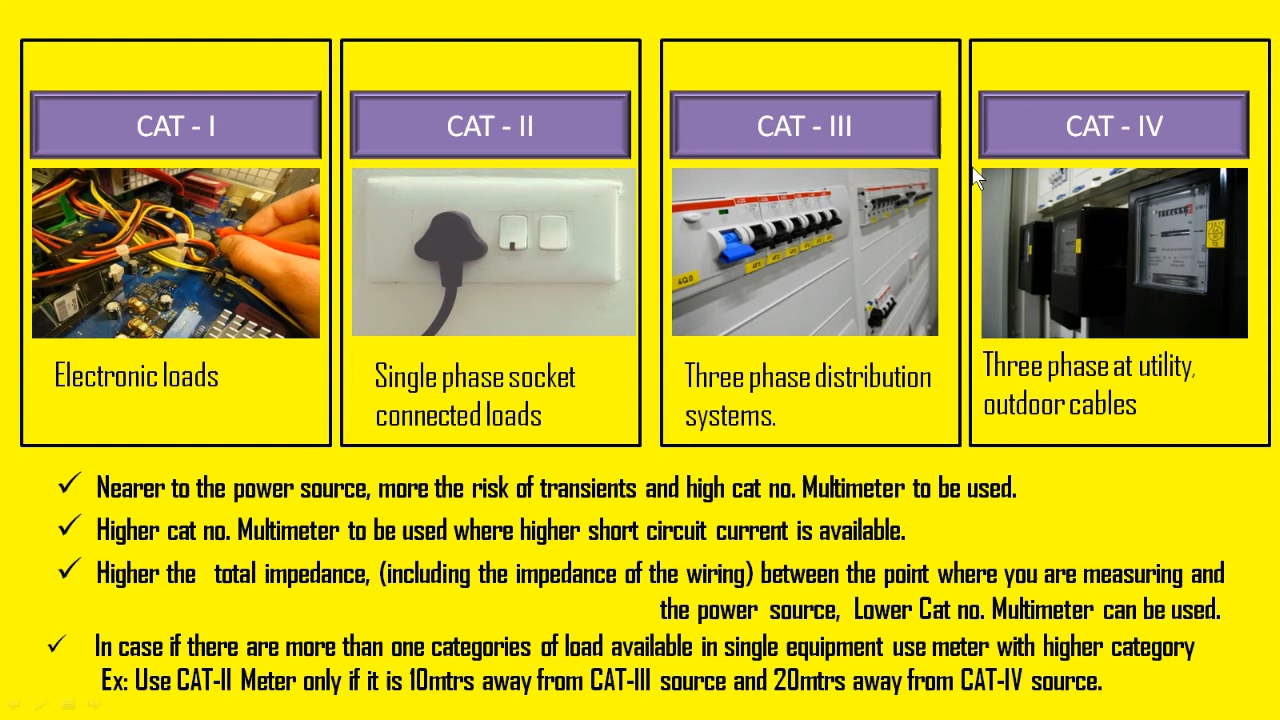 CAT - I
CAT - II
CAT - III
CAT - IV
Electronic loads
Single phase socket
connected loads
Three phase distribution
systems.
Three phase at utility,
outdoor cables
Nearer to the power source, more the risk of transients and high cat no. Multimeter to be used.
Higher cat no. Multimeter to be used where higher short circuit current is available.
Higher the total impedance, (including the impedance of the wiring) between the point where you are measuring and
the power source, Lower Cat no. Multimeter can be used.
In case if there are more than one categories of load available in single equipment use meter with higher category
Ex: Use CAT-II Meter only if it is 10mtrs away from CAT-III source and 20mtrs away from CAT-IV source.